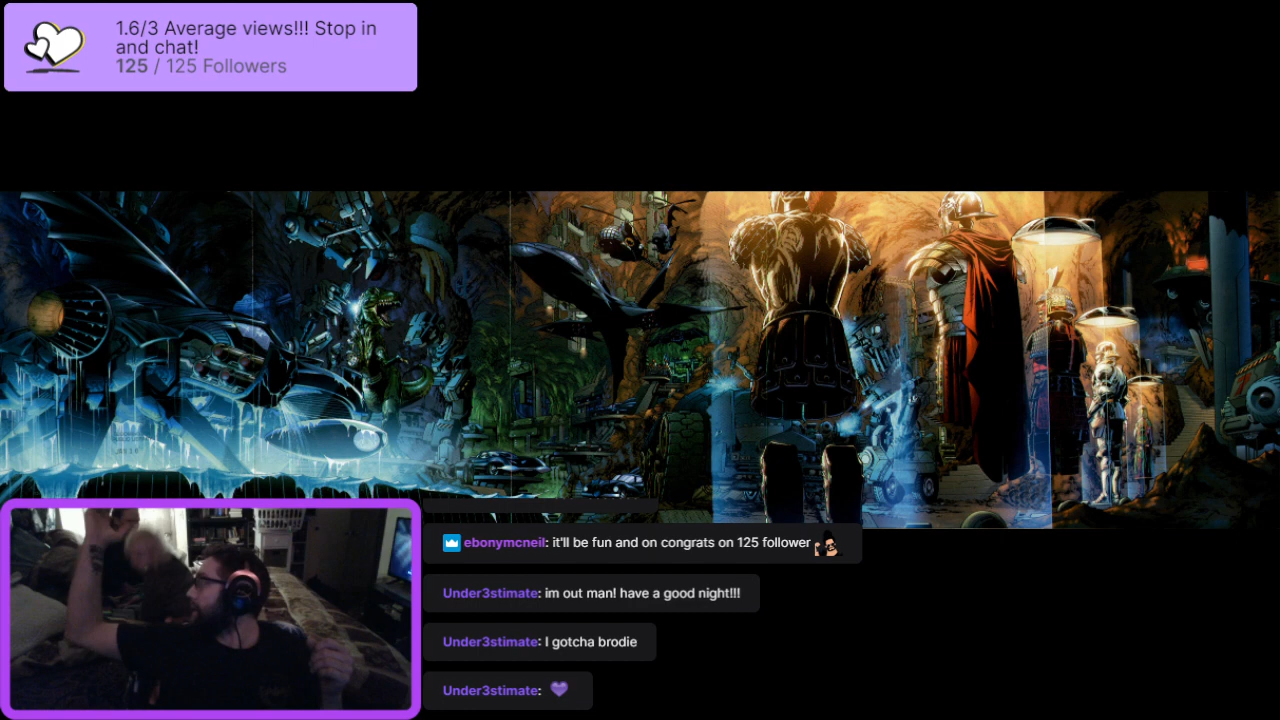 1.6/3 Average views!!! Stop in
and chat!
125 / 125 Followers
ebonymcneil: it'll be fun and on congrats on 125 follower
Under3stimate: im out man! have a good night!!!
Under3stimate: I gotcha brodie
Under3stimate: 💜